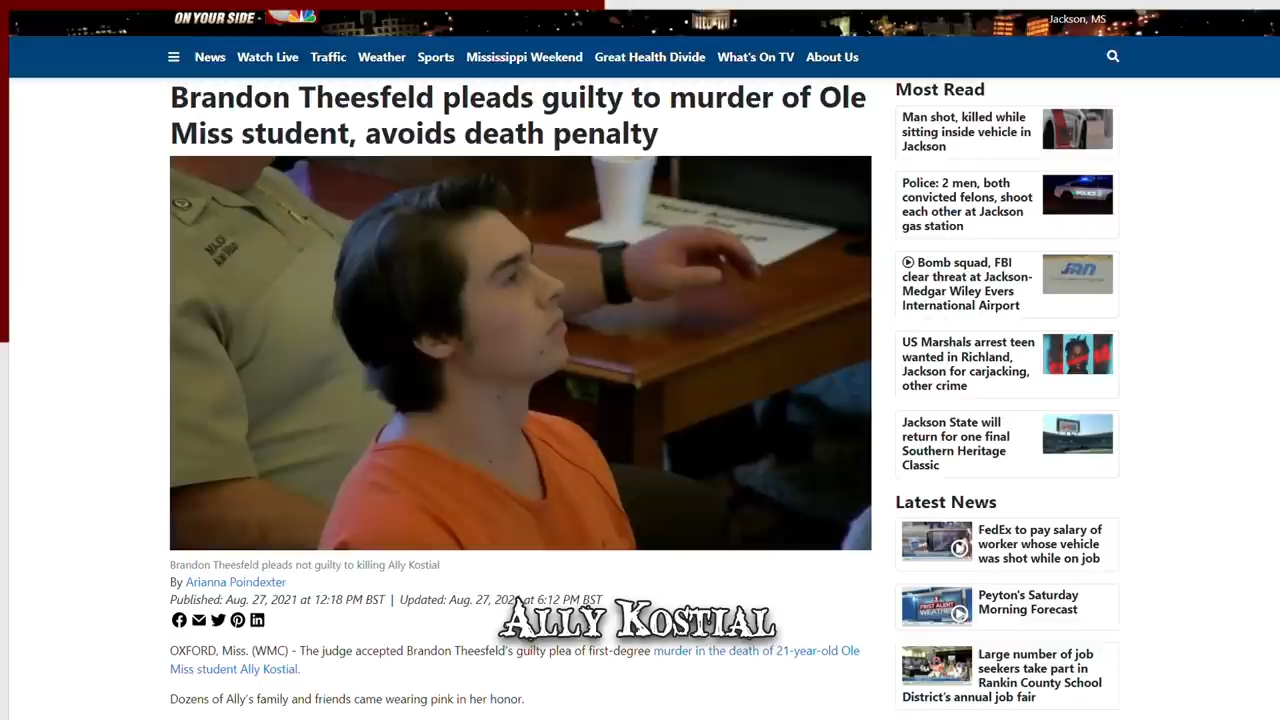 ON YOUR SIDE -
Jackson, MS
News Watch Live Traffic Weather Sports Mississippi Weekend Great Health Divide What's On TV About Us
Brandon Theesfeld pleads guilty to murder of Ole
Miss student, avoids death penalty
Brandon Theesfeld pleads not guilty to killing Ally Kostial
By Arianna Poindexter
Published: Aug. 27, 2021 at 12:18 PM BST | Updated: Aug. 27, at 6:12 PM BST
ALLY KOSTIAL
OXFORD, Miss. (WMC) - The judge accepted Brandon Theesfeld's guilty plea of first-degree murder in the death of 21-year-old Ole
Miss student Ally Kostial.
Dozens of Ally's family and friends came wearing pink in her honor.
Most Read
Man shot, killed while
sitting inside vehicle in
Jackson
Police: 2 men, both
convicted felons, shoot
each other at Jackson
gas station
Bomb squad, FBI
clear threat at Jackson-
Medgar Wiley Evers
International Airport
JAN
US Marshals arrest teen
wanted in Richland,
Jackson for carjacking,
other crime
Jackson State will
return for one final
Southern Heritage
Classic
Latest News
FedEx to pay salary of
worker whose vehicle
was shot while on job
FIRST ALERT
WEATHER
Peyton's Saturday
Morning Forecast
Large number of job
seekers take part in
Rankin County School
District's annual job fair